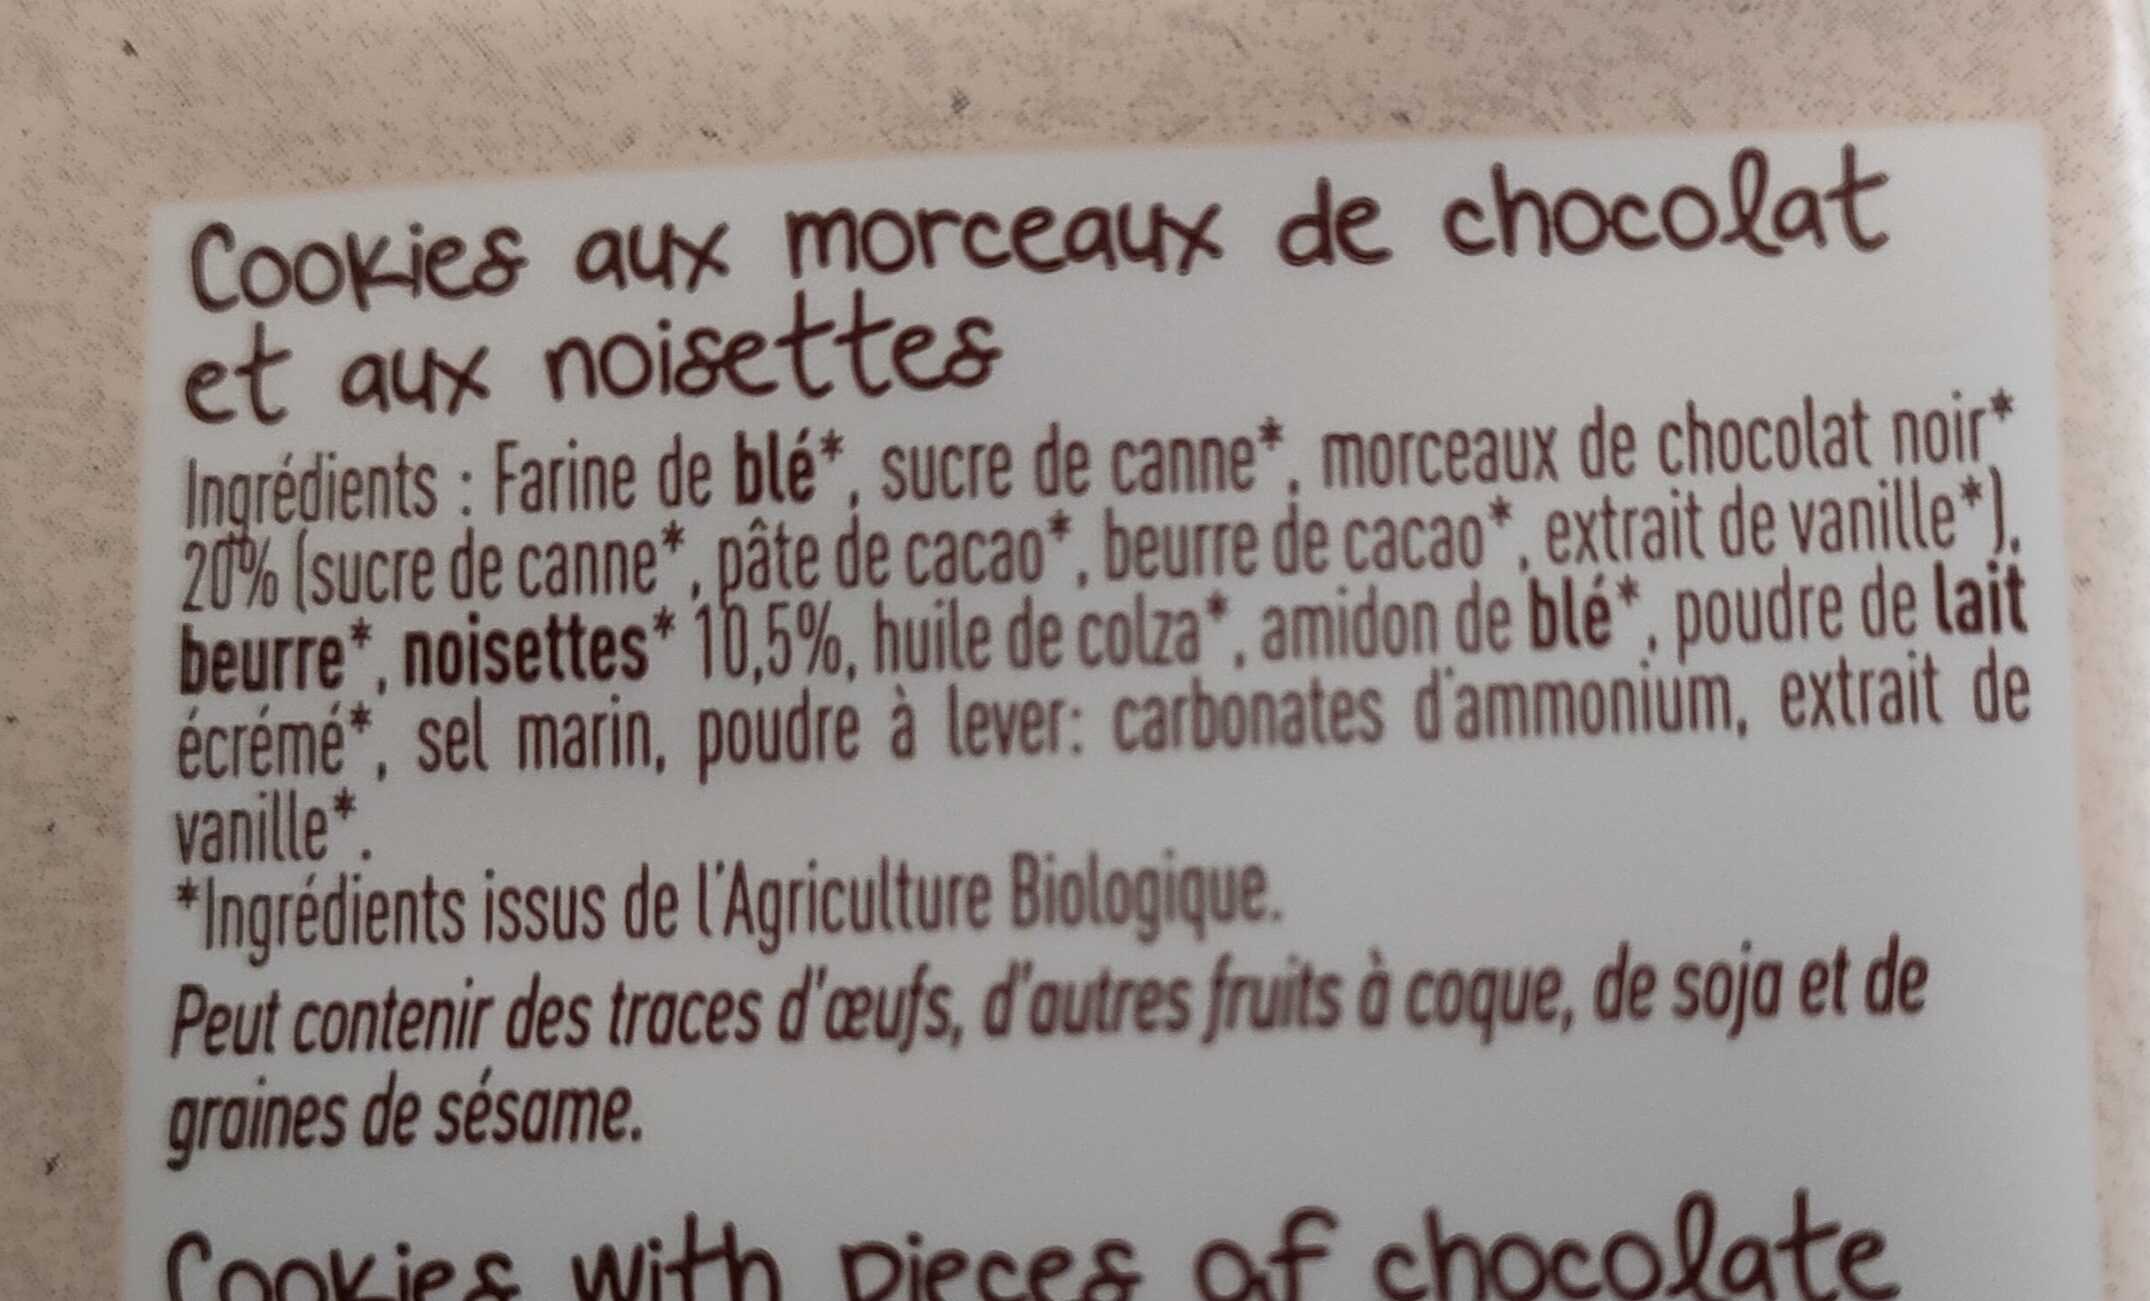 Cookies aux morceaux de chocolat
et aux noisettes
Ingrédients : Farine de blé*, sucre de canne*, morceaux de chocolat noir*
20% (sucre de canne*, pâte de cacao*, beurre de cacao*, extrait de vanille*),
beurre*, noisettes* 10,5%, huile de colza*, amidon de blé*, poudre de lait
écrémé*, sel marin, poudre à lever: carbonates d'ammonium, extrait de
vanille*.
*Ingrédients issus de l'Agriculture Biologique.
Peut contenir des traces d'œufs, d'autres fruits à coque, de soja et de
graines de sésame.
Cookies with pieces of chocolate